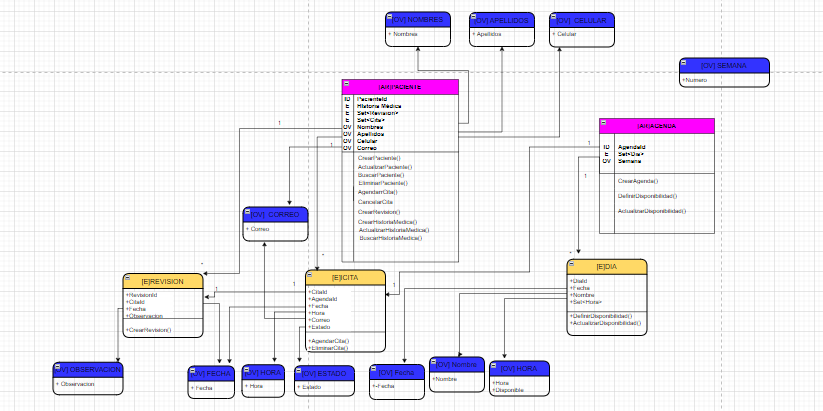 [OV] NOMBRES
+ Nombres
[OV] APELLIDOS
+ Apellidos
[OV] CELULAR
+ Celular
[OV] SEMANA
+Numero
[AR]PACIENTE
ID PacienteId
E Historia Médica
E Set<Revision>
E Set<Cita>
OV Nombres
OV Apellidos
OV Celular
OV Correo
CrearPaciente()
ActualizarPaciente()
BuscarPaciente()
EliminarPaciente()
AgendarrCita()
CancelarCita
CrearRevision()
CrearHistoriaMedica()
ActualizarHistoriaMedica()
BuscarHistoriaMedica()
[AR]AGENDA
ID AgendaId
E Set<Dia>
OV Semana
CrearAgenda()
DefinirDisponibilidad()
ActualizarDisponibilidad()
1
1
1
1
[OV] CORREO
+ Correo
*
*
*
[E]REVISION
+RevisionId
+CitaId
+Fecha
+Observacion
+CrearRevision()
1
1
[E]CITA
+CitaId
+AgendaId
+Fecha
+Hora
+Correo
+Estado
+AgendarCita()
+EliminarCita()
1
[E]DIA
+DiaId
+Fecha
+Nombre
+Set<Hora>
+DefinirDisponibilidad()
+ActualizarDisponibilidad()
[OV] OBSERVACION
+ Observacion
[OV] FECHA
+ Fecha
[OV] HORA
+ Hora
[OV] ESTADO
+ Estado
[OV] Fecha
+Fecha
[OV] Nombre
+Nombre
[OV] HORA
+Hora
+Disponible